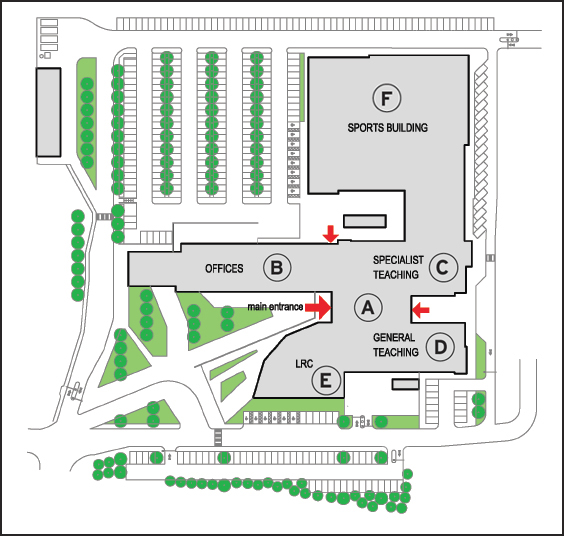 F
SPORTS BUILDING
OFFICES
B
SPECIALIST
TEACHING
C
main entrance
A
GENERAL
TEACHING
D
LRC
E